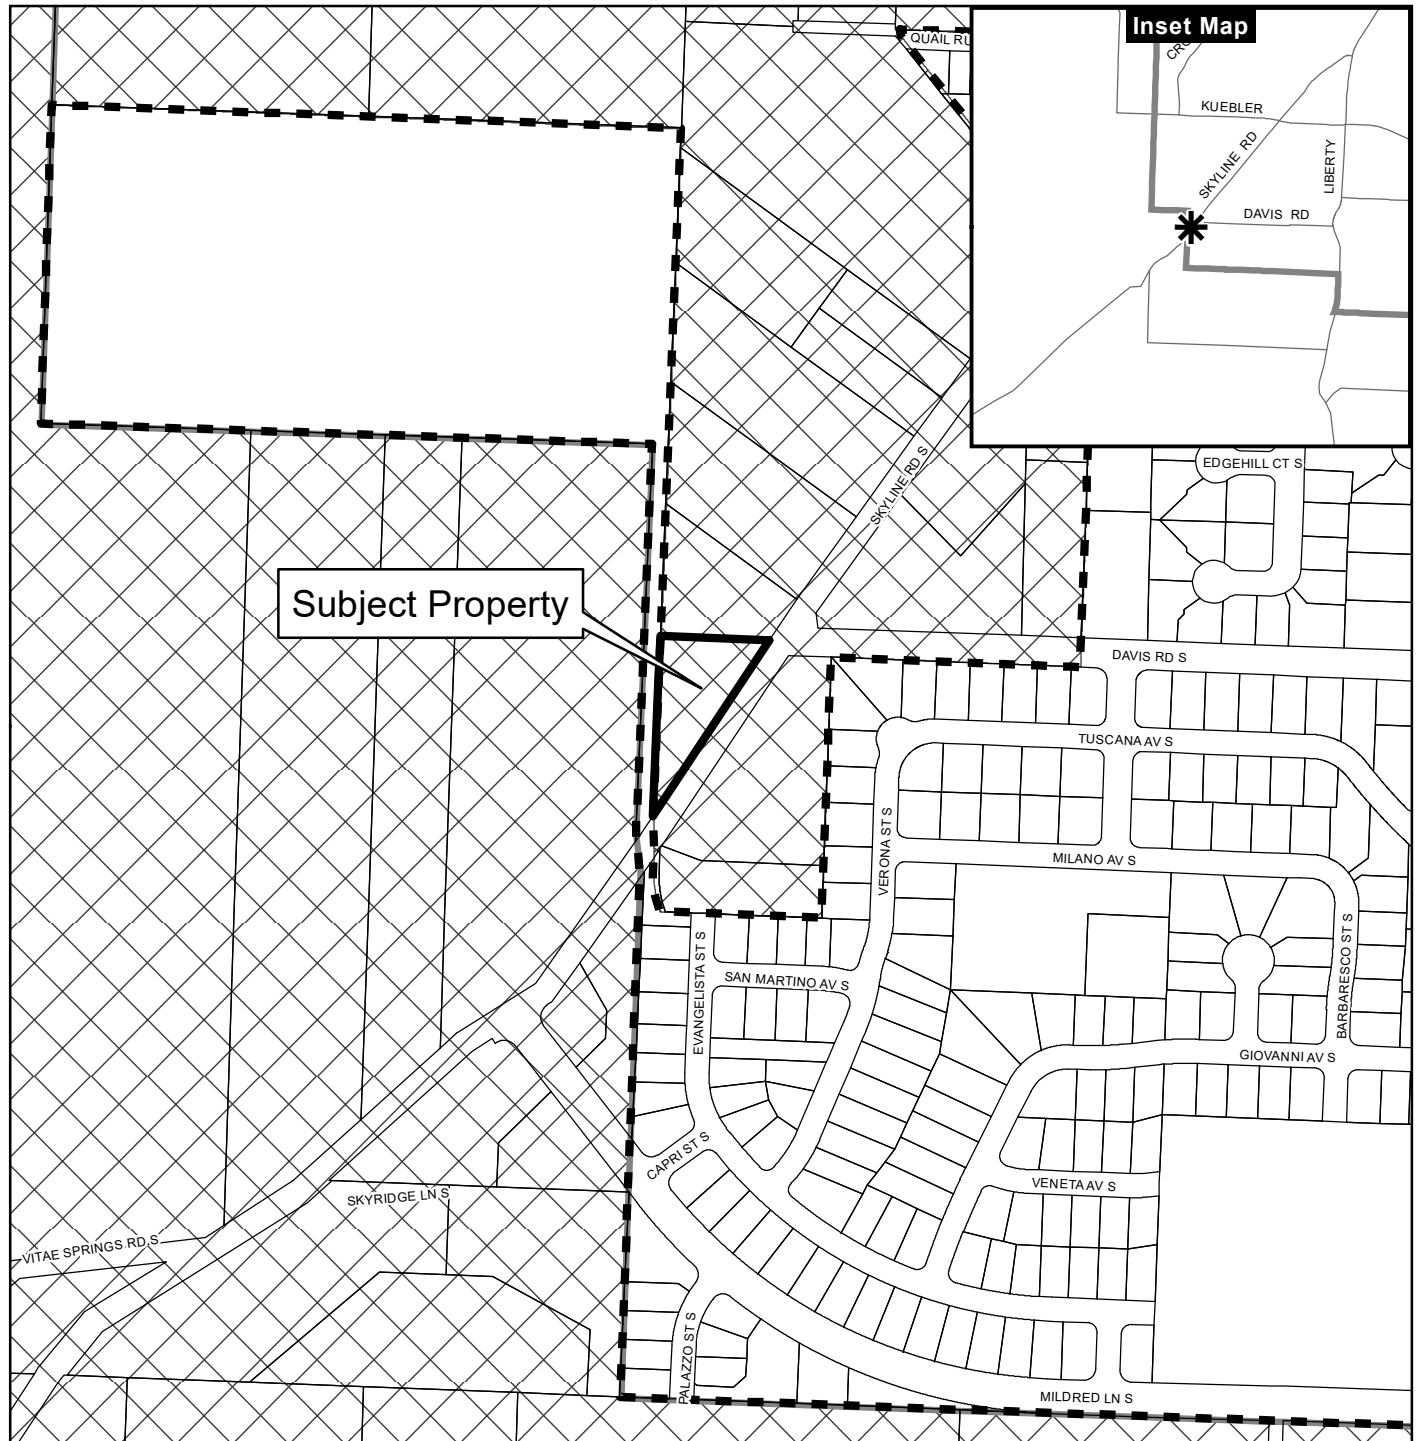 Inset Map
QUAIL RU
KUEBLER
SKYLINE RD
LIBERTY
DAVIS RD
SKYLINE RD S
EDGEHILL CT S
Subject Property
DAVIS RD S
TUSCANA AV S
VERONA ST S
MILANO AV S
EVANGELISTA ST S
SAN MARTINO AV S
BARBARESCO ST S
GIOVANNI AV S
CAPRI ST S
VENETA AV S
SKYRIDGE LN S
VITAE SPRINGS RD S
PALAZZO ST S
MILDRED LN S